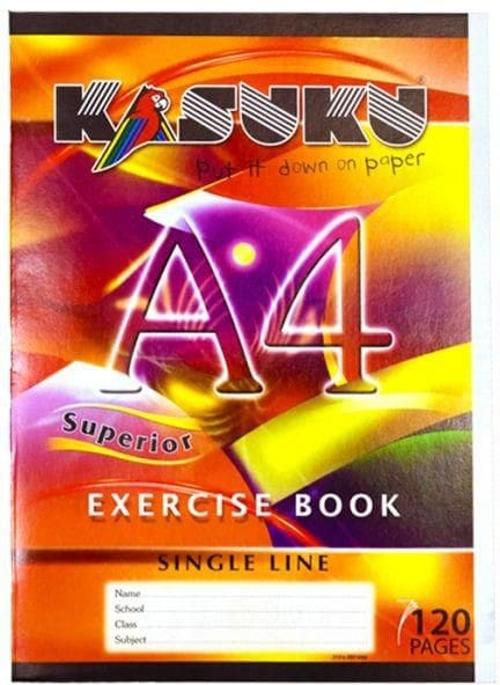 KASUKU
put it down on paper
A4
Superior
EXERCISE BOOK
SINGLE LINE
Name
School
Class
Subject
120
PAGES